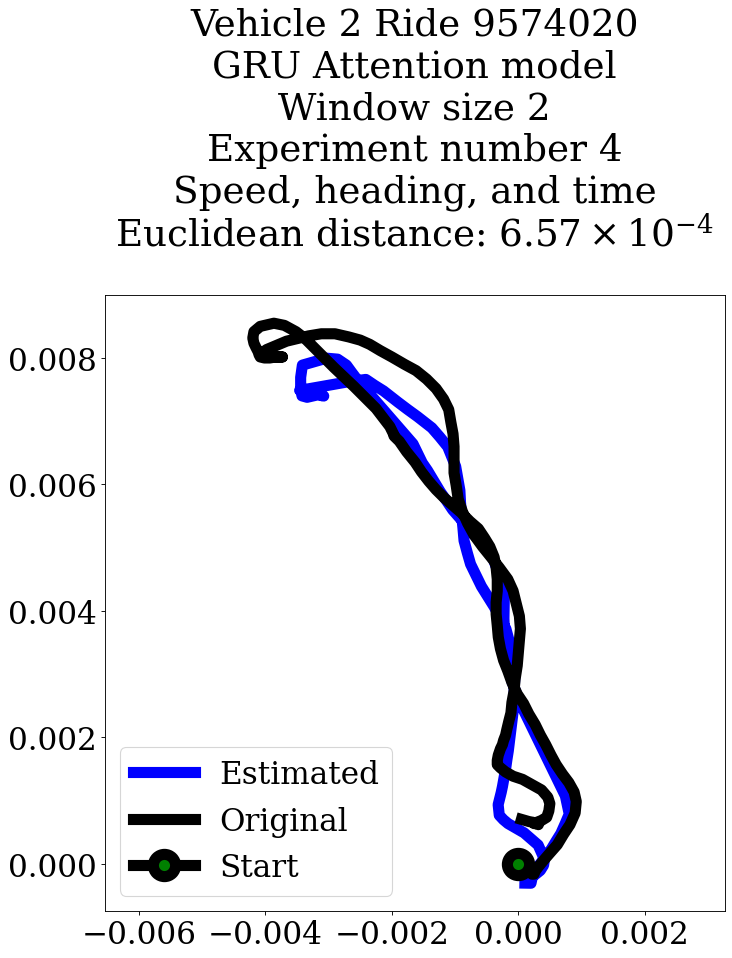 Vehicle 2 Ride 9574020
GRU Attention model
Window size 2
Experiment number 4
Speed, heading, and time
Euclidean distance: 6.57 × 10⁻⁴
0.008
0.006
0.004
0.002
0.000
Estimated
Original
Start
−0.006 −0.004 −0.002 0.000 0.002